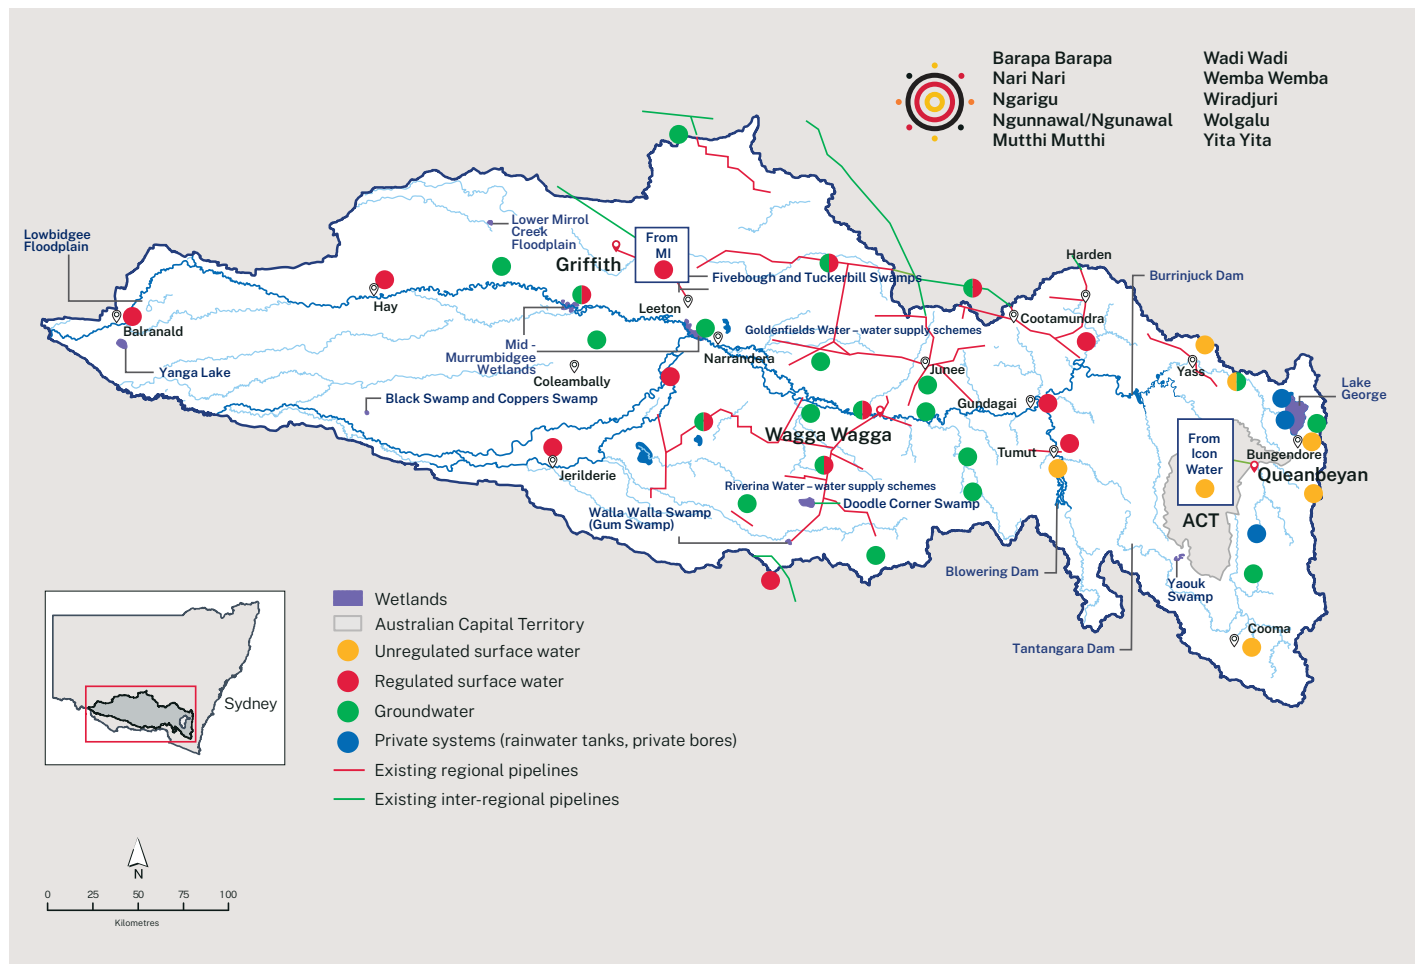 Barapa Barapa
Nari Nari
Ngarigu
Ngunnawal/Ngunawal
Mutthi Mutthi
Wadi Wadi
Wemba Wemba
Wiradjuri
Wolgalu
Yita Yita
Lowbidgee
Floodplain
Lower Mirrol
Creek
Floodplain
Griffith
From
MI
Fivebough and Tuckerbill Swamps
Harden
Burrinjuck Dam
Hay
Leeton
Balranald
Cootamundra
Goldenfields Water – water supply schemes
Mid -
Murrumbidgee
Wetlands
Narrandera
Junee
Yass
Yanga Lake
Coleambally
Black Swamp and Coppers Swamp
Gundagai
Lake
George
Wagga Wagga
From
Icon
Water
Tumut
Bungendore
Queanbeyan
Jerilderie
Riverina Water – water supply schemes
Doodle Corner Swamp
Walla Walla Swamp
(Gum Swamp)
ACT
Blowering Dam
Yaouk
Swamp
Tantangara Dam
Cooma
Sydney
Wetlands
Australian Capital Territory
Unregulated surface water
Regulated surface water
Groundwater
Private systems (rainwater tanks, private bores)
Existing regional pipelines
Existing inter-regional pipelines
N
0 25 50 75 100
Kilometres